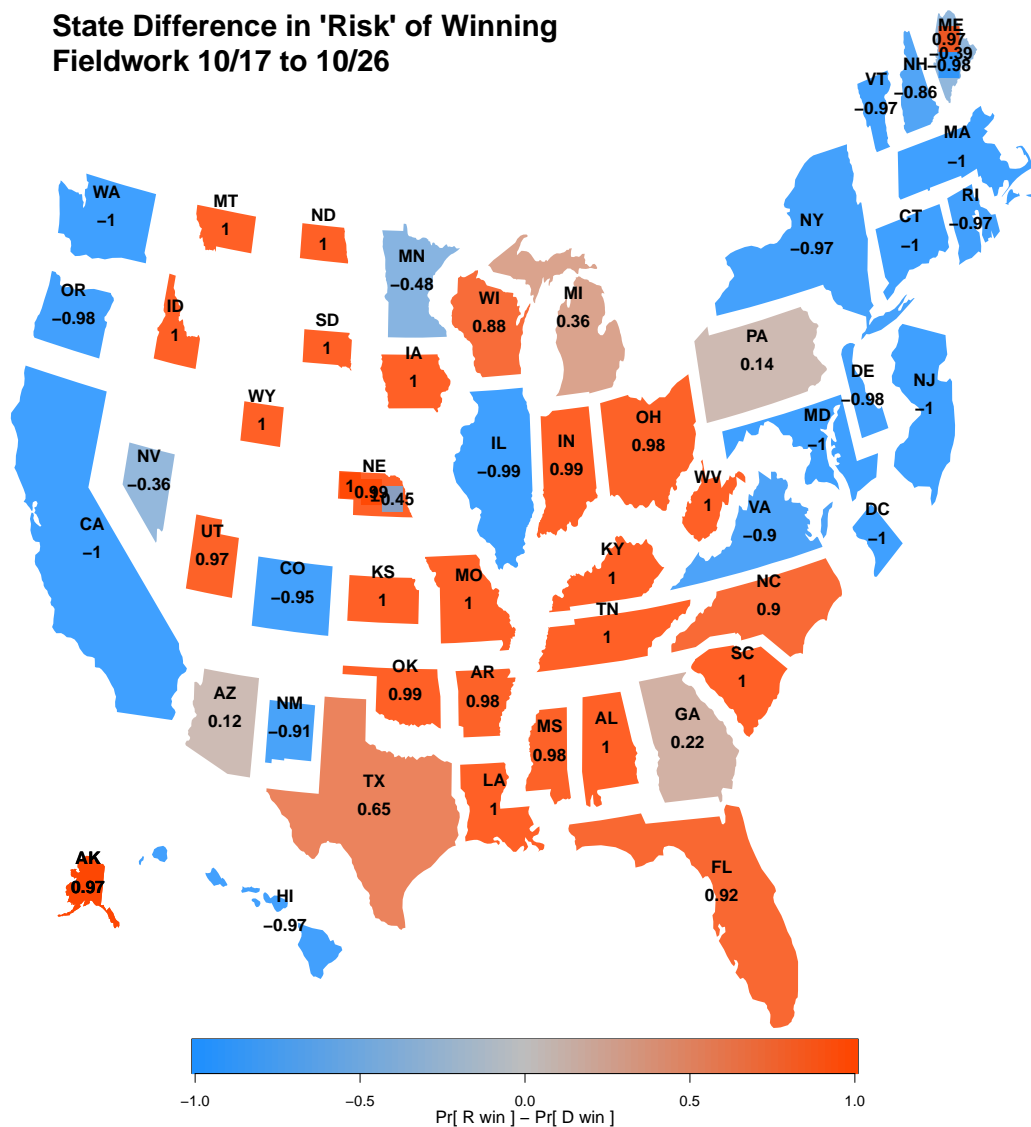 State Difference in 'Risk' of Winning
Fieldwork 10/17 to 10/26
ME
0.97
−0.39
−0.98
NH
−0.86
VT
−0.97
MA
−1
WA
−1
MT
1
ND
1
NY
−0.97
CT
−1
RI
−0.97
MN
−0.48
OR
−0.98
ID
1
SD
1
WI
0.88
MI
0.36
IA
1
PA
0.14
DE
−0.98
NJ
−1
WY
1
MD
−1
NV
−0.36
NE
1
0.99
0.45
IL
−0.99
IN
0.99
OH
0.98
WV
1
VA
−0.9
DC
−1
CA
−1
UT
0.97
CO
−0.95
KS
1
MO
1
KY
1
TN
1
NC
0.9
SC
1
AZ
0.12
NM
−0.91
OK
0.99
AR
0.98
MS
0.98
AL
1
GA
0.22
TX
0.65
LA
1
FL
0.92
AK
0.97
HI
−0.97
−1.0 −0.5 0.0 0.5 1.0
Pr[ R win ] − Pr[ D win ]